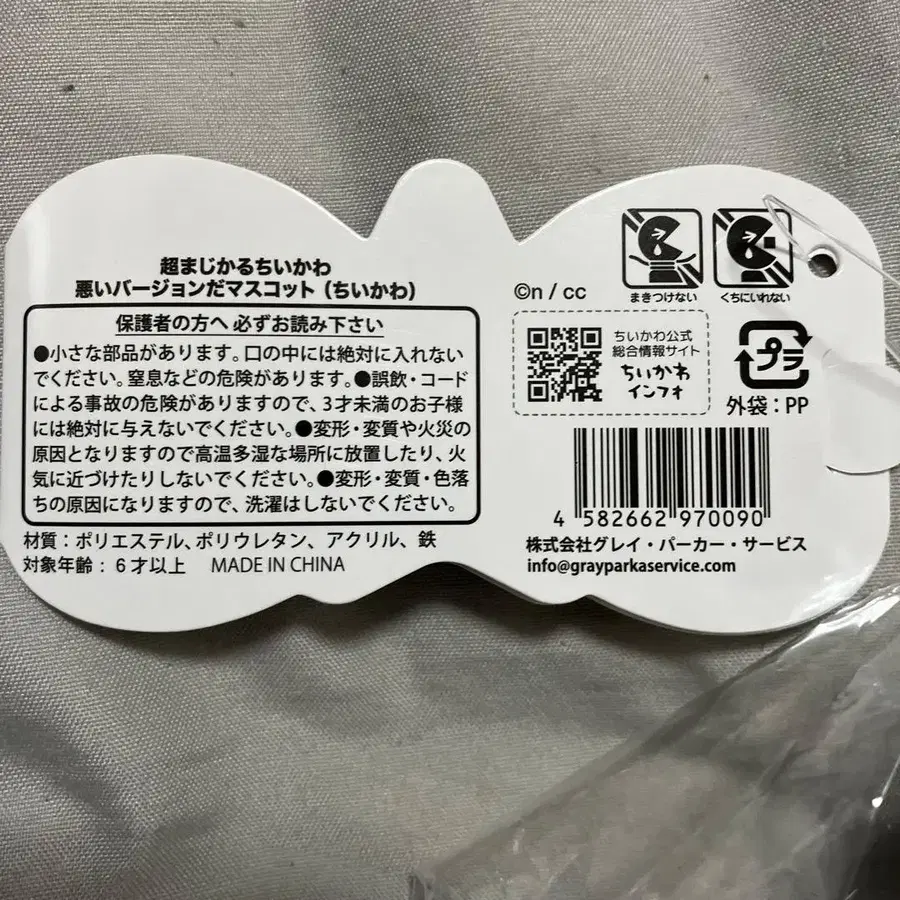 超まじかるちいかわ
悪いバージョンだマスコット（ちいかわ）
保護者の方へ 必ずお読み下さい
●小さな部品があります。口の中には絶対に入れない
でください。窒息などの危険があります。●誤飲・コード
による事故の危険がありますので、3才未満のお子様
には絶対に与えないでください。●変形・変質や火災の
原因となりますので高温多湿な場所に放置したり、火
気に近づけたりしないでください。●変形・変質・色落
ちの原因になりますので、洗濯はしないでください。
材質：ポリエステル、ポリウレタン、アクリル、鉄
対象年齢：6才以上 MADE IN CHINA
まきつけない
くちにいれない
©n / cc
ちいかわ公式
総合情報サイト
ちいかわ
インフォ
プラ
外袋：PP
4 582662 970090
株式会社グレイ・パーカー・サービス
info@grayparkaservice.com